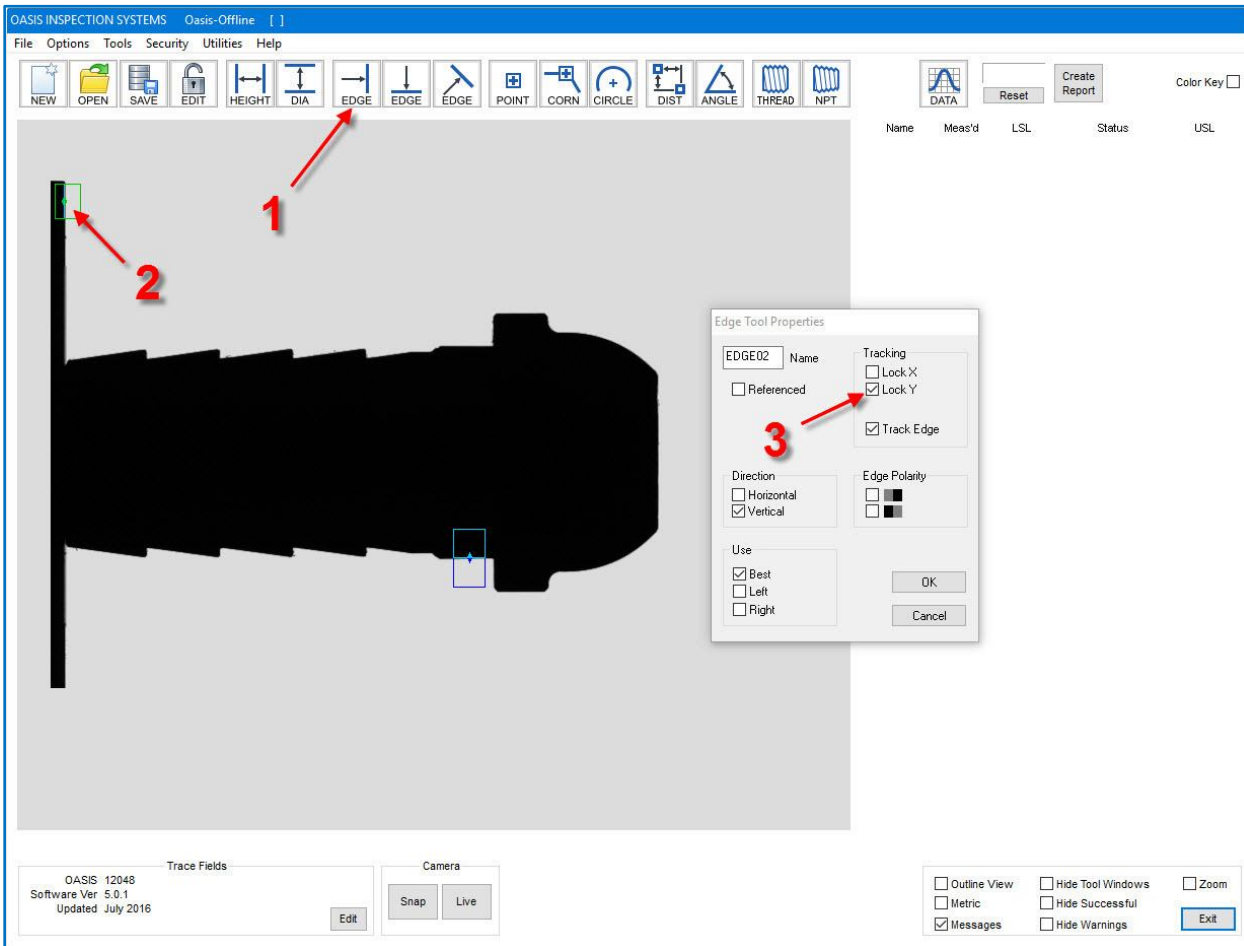 OASIS INSPECTION SYSTEMS Oasis-Offline [ ]
File Options Tools Security Utilities Help
NEW OPEN SAVE EDIT HEIGHT DIA EDGE EDGE EDGE POINT CORN CIRCLE DIST ANGLE THREAD NPT DATA Reset Create Report Color Key
Name Meas'd LSL Status USL
1
2
Edge Tool Properties
EDGE02 Name
Referenced
Tracking
Lock X
Lock Y
Track Edge
3
Direction
Horizontal
Vertical
Edge Polarity
Use
Best
Left
Right
OK
Cancel
Trace Fields
OASIS 12048
Software Ver 5.0.1
Updated July 2016
Edit
Camera
Snap Live
Outline View Hide Tool Windows Zoom
Metric Hide Successful
Messages Hide Warnings Exit